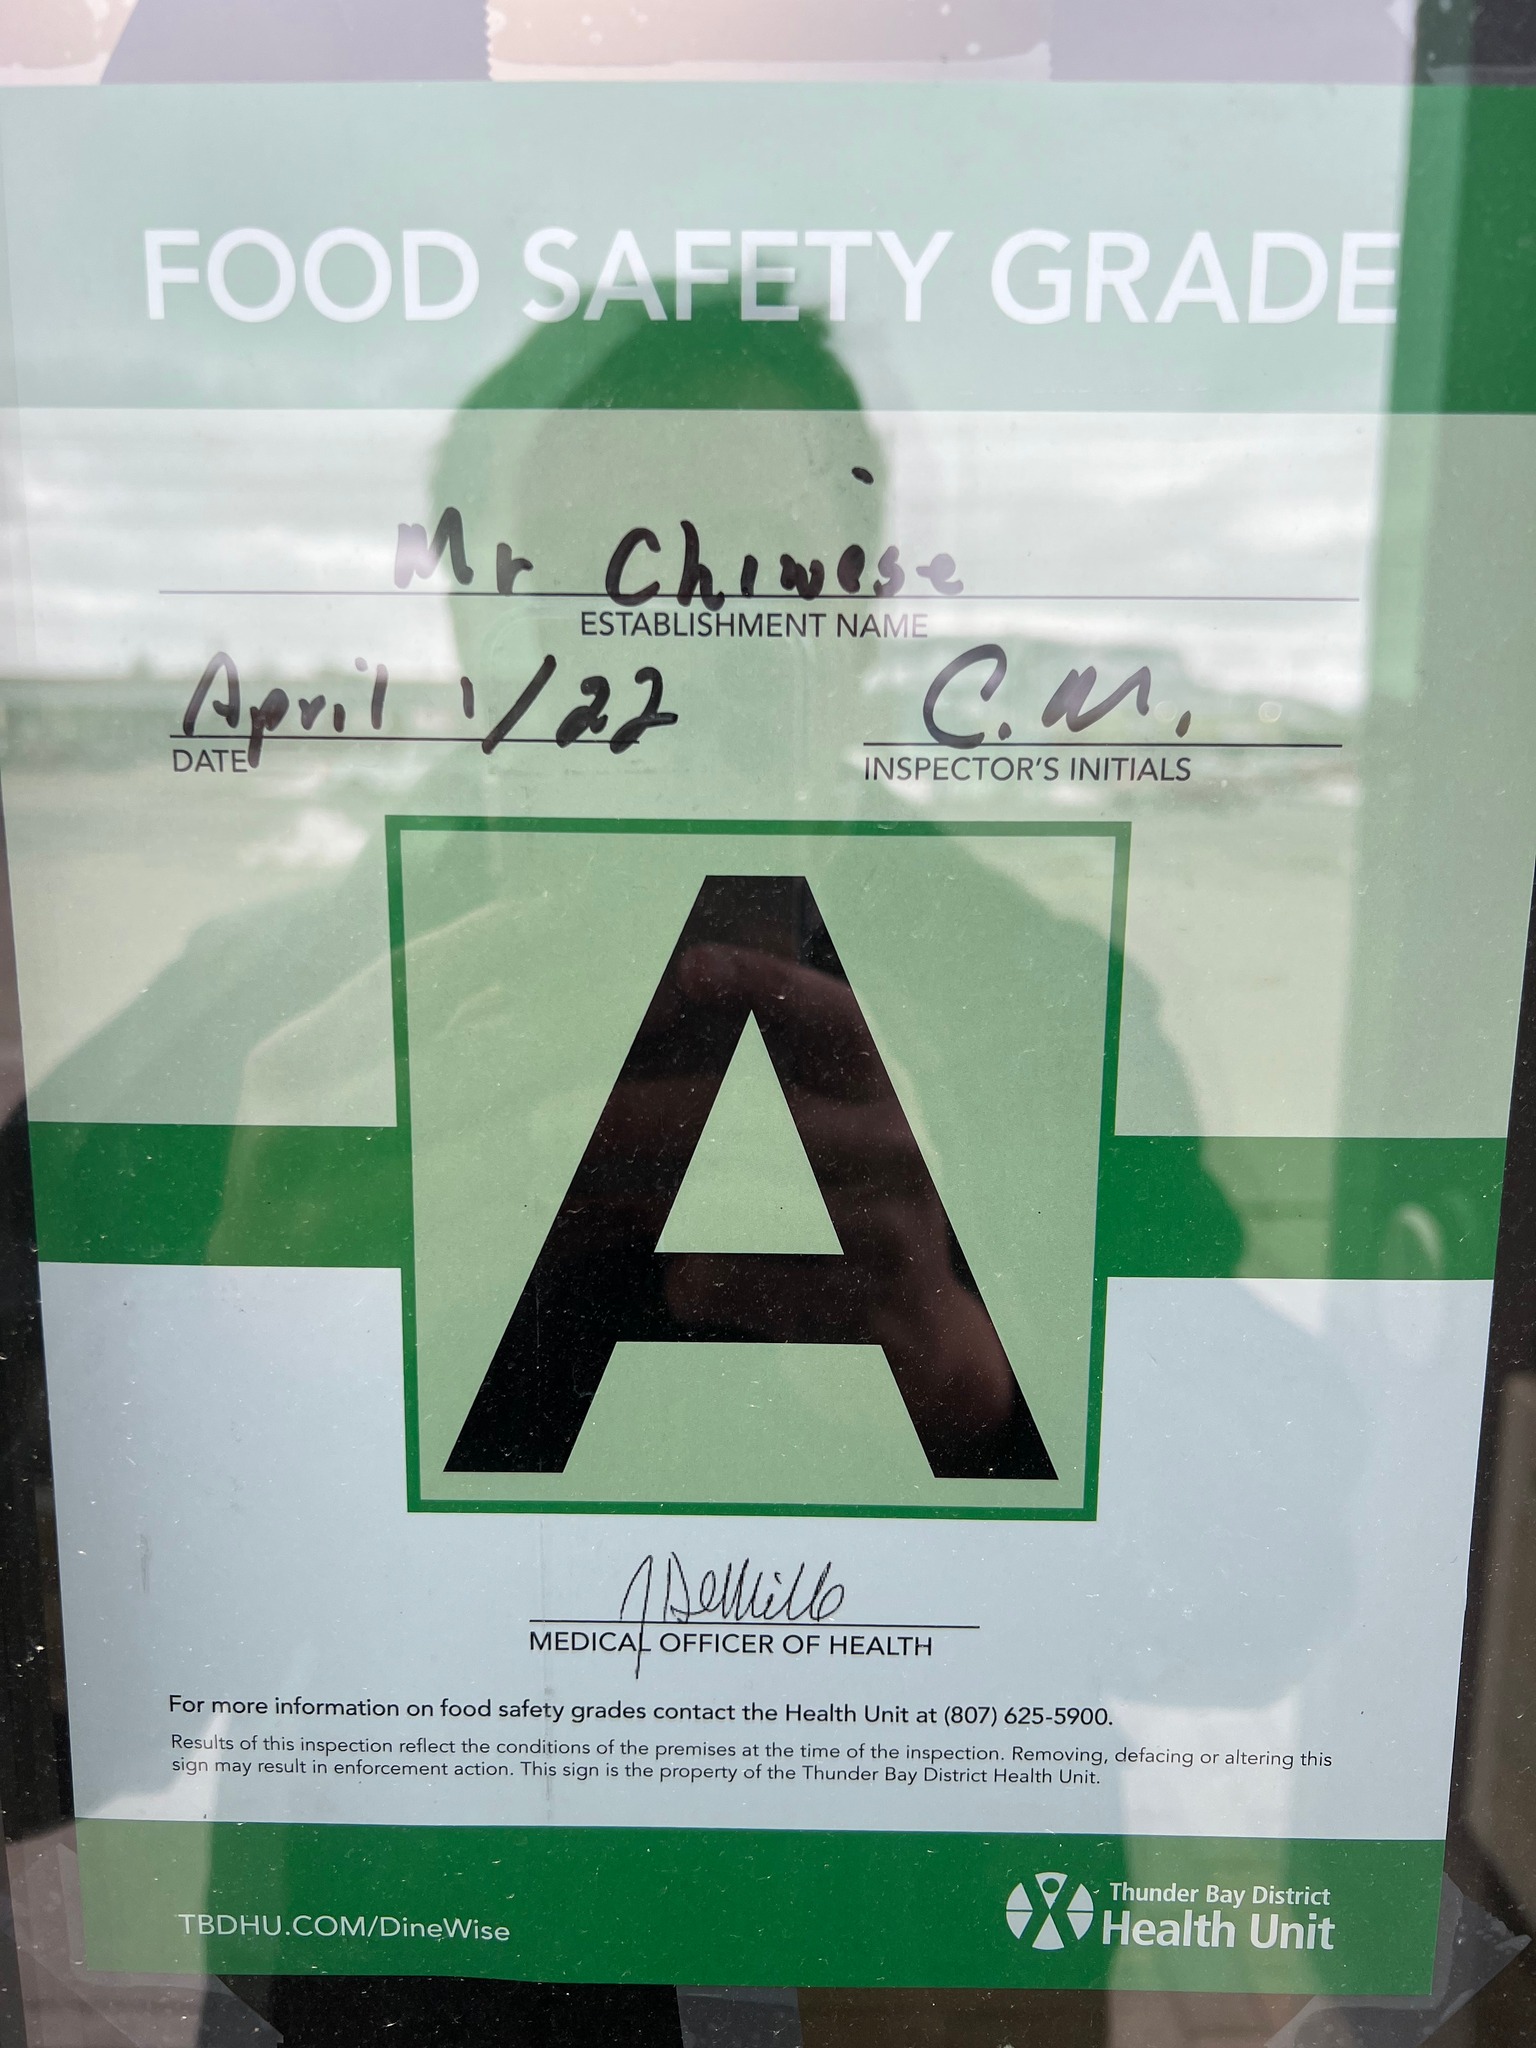 FOOD SAFETY GRADE
Mr Chinese
ESTABLISHMENT NAME
April 1/22 C.M.
DATE INSPECTOR'S INITIALS
A
JDeMille
MEDICAL OFFICER OF HEALTH
For more information on food safety grades contact the Health Unit at (807) 625-5900.
Results of this inspection reflect the conditions of the premises at the time of the inspection. Removing, defacing or altering this
sign may result in enforcement action. This sign is the property of the Thunder Bay District Health Unit.
TBDHU.COM/DineWise
Thunder Bay District
Health Unit